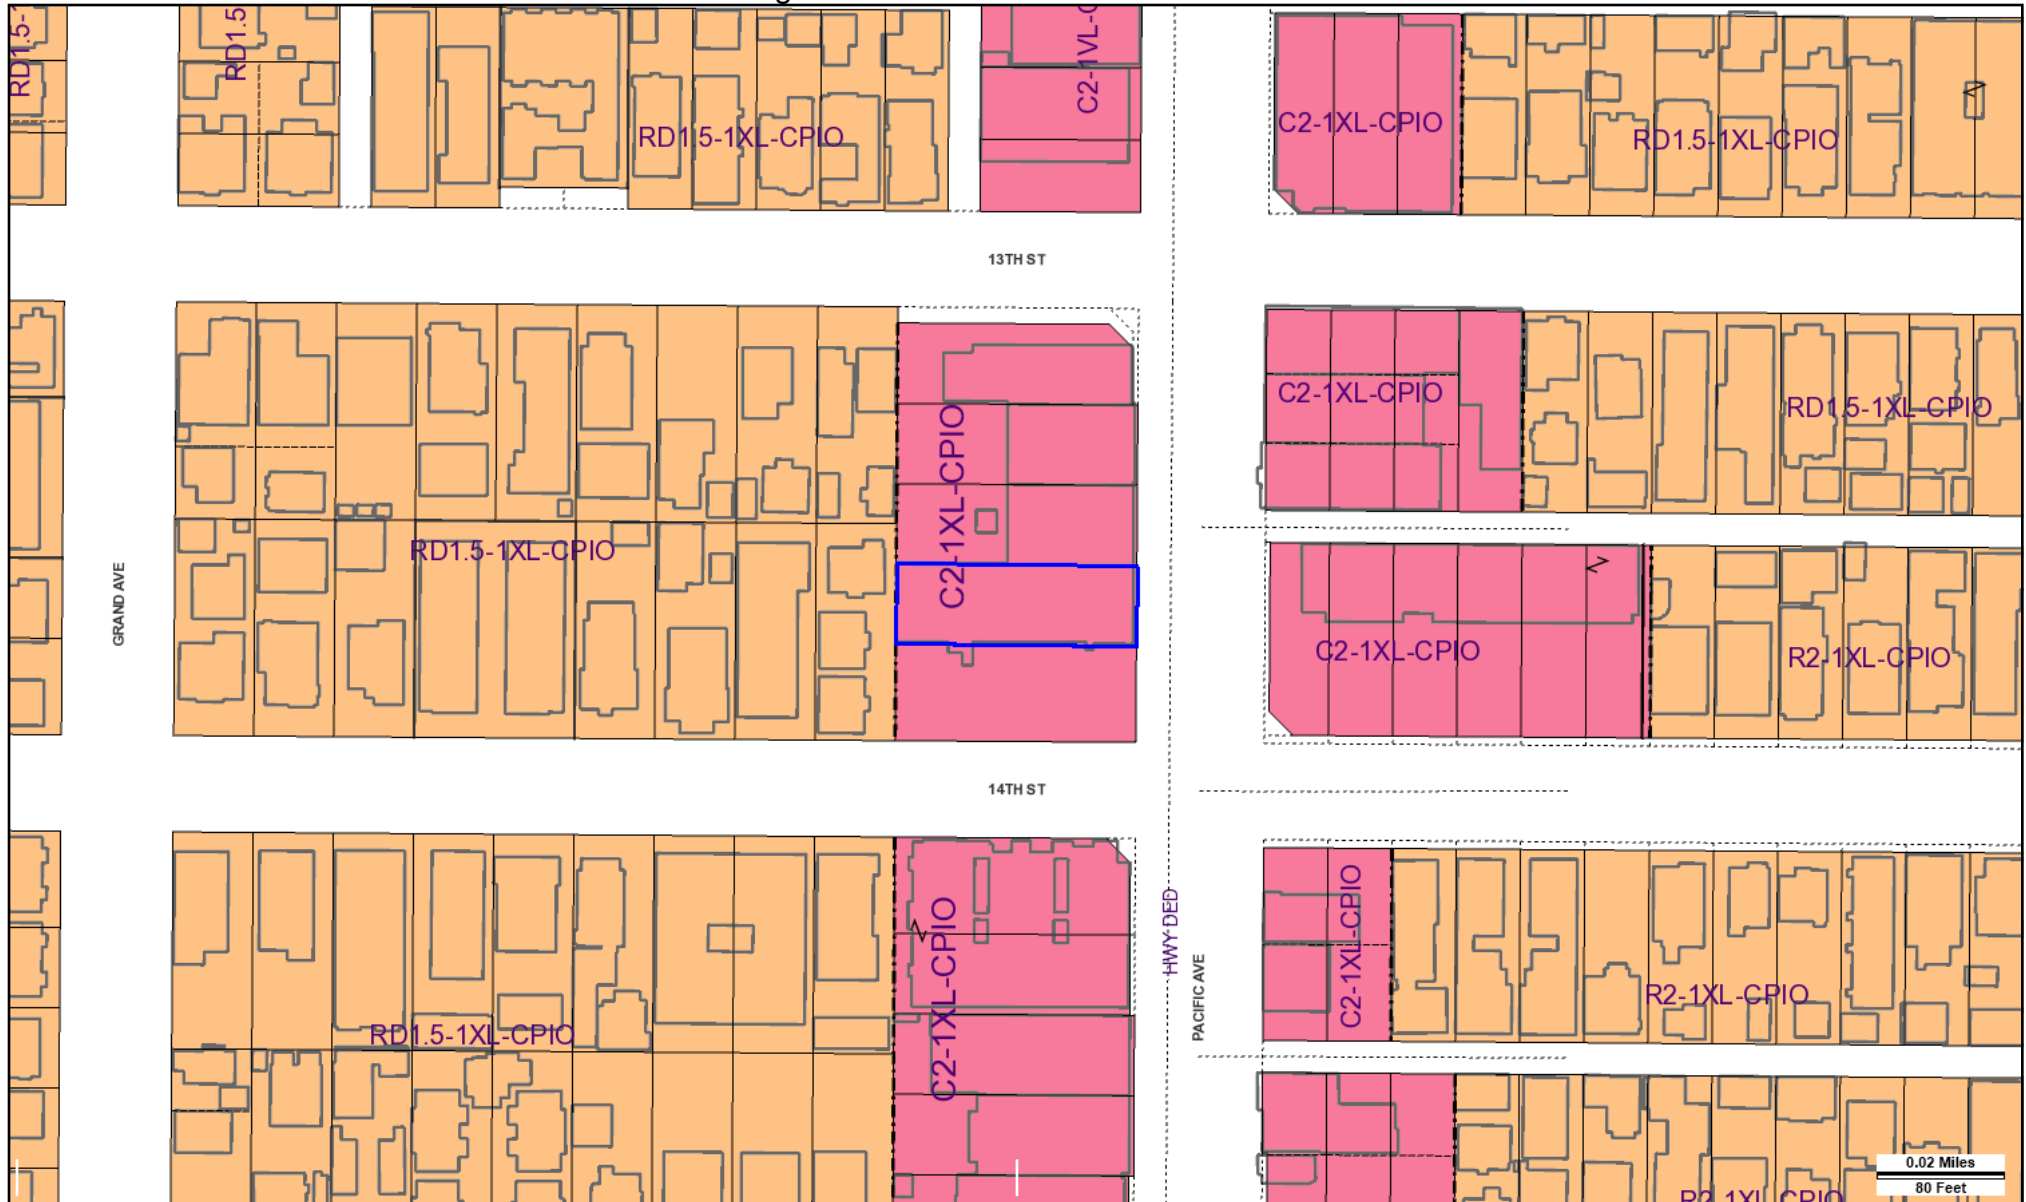 RD1.5-
RD1.5
C2-1VL-C
RD1.5-1XL-CPIO
C2-1XL-CPIO
RD1.5-1XL-CPIO
13TH ST
C2-1XL-CPIO
C2-1XL-CPIO
RD1.5-1XL-CPIO
RD1.5-1XL-CPIO
GRAND AVE
C2-1XL-CPIO
R2-1XL-CPIO
14TH ST
HWY DED
PACIFIC AVE
C2-1XL-CPIO
C2-1XL-CPIO
R2-1XL-CPIO
RD1.5-1XL-CPIO
0.02 Miles
80 Feet
R2-1XL-CPIO